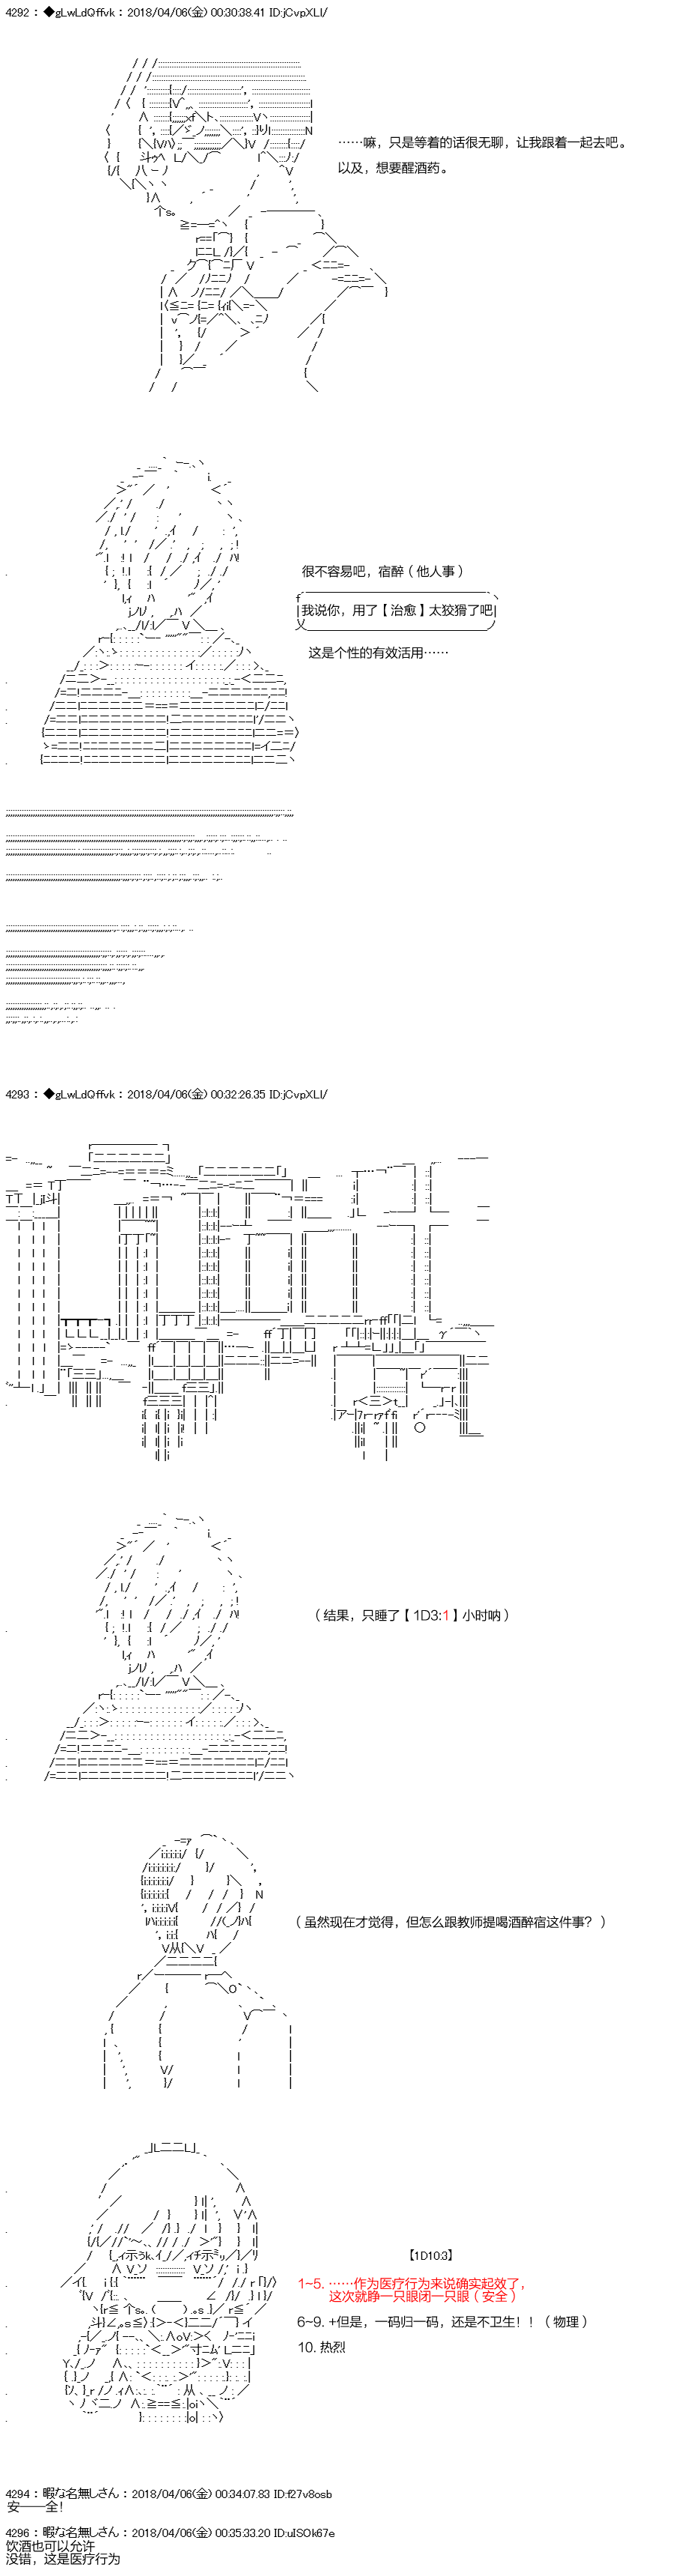 4292 ： ◆gLwLdQffvk ： 2018/04/06(金) 00:30:38.41 ID:jCvpXLI/
……嘛，只是等着的话很无聊，让我跟着一起去吧。
以及，想要醒酒药。
很不容易吧，宿醉（他人事）
我说你，用了【治愈】太狡猾了吧
这是个性的有效活用……
4293 ： ◆gLwLdQffvk ： 2018/04/06(金) 00:32:26.35 ID:jCvpXLI/
（结果，只睡了【1D3:1】小时呐）
（虽然现在才觉得，但怎么跟教师提喝酒醉宿这件事？）
【1D10:3】
1~5. ……作为医疗行为来说确实起效了，
这次就睁一只眼闭一只眼（安全）
6~9. +但是，一码归一码，还是不卫生！！（物理）
10. 热烈
4294 ： 暇な名無しさん ： 2018/04/06(金) 00:34:07.83 ID:f27v8osb
安——全！
4296 ： 暇な名無しさん ： 2018/04/06(金) 00:35:33.20 ID:uISOk67e
饮酒也可以允许
没错，这是医疗行为